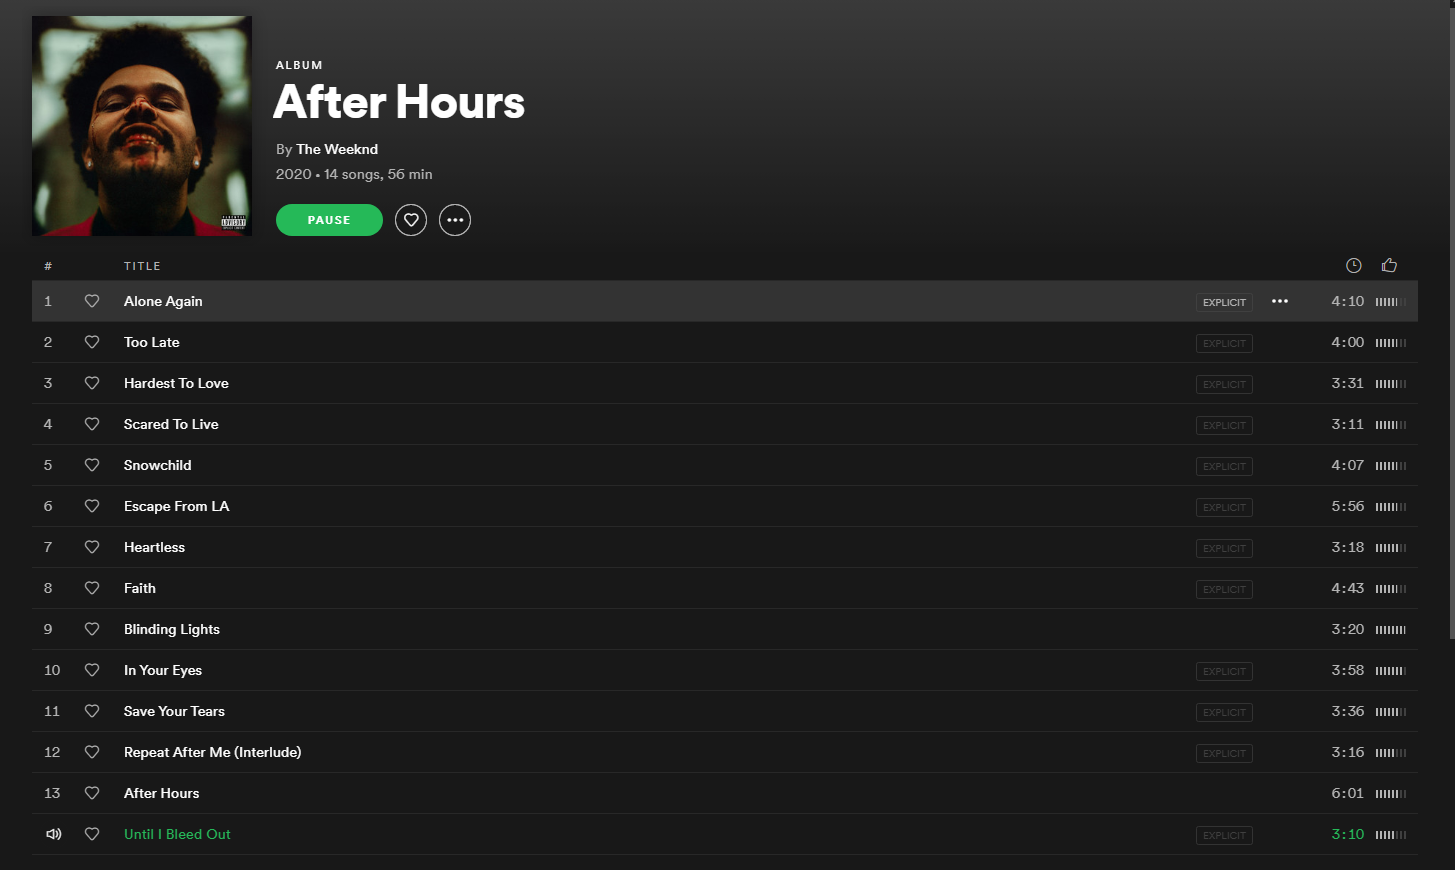 ALBUM
After Hours
By The Weeknd
2020 • 14 songs, 56 min
PAUSE
# TITLE
1 Alone Again EXPLICIT 4:10
2 Too Late EXPLICIT 4:00
3 Hardest To Love EXPLICIT 3:31
4 Scared To Live EXPLICIT 3:11
5 Snowchild EXPLICIT 4:07
6 Escape From LA EXPLICIT 5:56
7 Heartless EXPLICIT 3:18
8 Faith EXPLICIT 4:43
9 Blinding Lights 3:20
10 In Your Eyes EXPLICIT 3:58
11 Save Your Tears EXPLICIT 3:36
12 Repeat After Me (Interlude) EXPLICIT 3:16
13 After Hours 6:01
Until I Bleed Out EXPLICIT 3:10